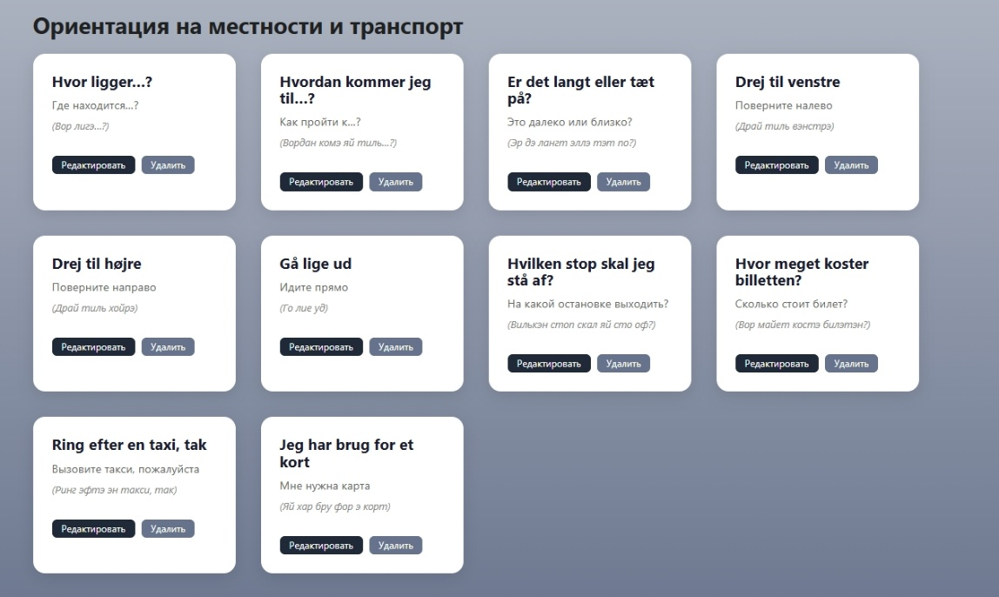 Ориентация на местности и транспорт
Hvor ligger...?
Где находится...?
(Вор лигэ...?)
Редактировать Удалить
Hvordan kommer jeg
til...?
Как пройти к...?
(Вордан комэ яй тиль...?)
Редактировать Удалить
Er det langt eller tæt
på?
Это далеко или близко?
(Эр дэ лангт эллэ тэт по?)
Редактировать Удалить
Drej til venstre
Поверните налево
(Драй тиль вэнстрэ)
Редактировать Удалить
Drej til højre
Поверните направо
(Драй тиль хойрэ)
Редактировать Удалить
Gå lige ud
Идите прямо
(Го лие уд)
Редактировать Удалить
Hvilken stop skal jeg
stå af?
На какой остановке выходить?
(Вилькэн стоп скал яй сто оф?)
Редактировать Удалить
Hvor meget koster
billetten?
Сколько стоит билет?
(Вор майет костэ билэтэн?)
Редактировать Удалить
Ring efter en taxi, tak
Вызовите такси, пожалуйста
(Ринг эфтэ эн такси, так)
Редактировать Удалить
Jeg har brug for et
kort
Мне нужна карта
(Яй хар бру фор э корт)
Редактировать Удалить